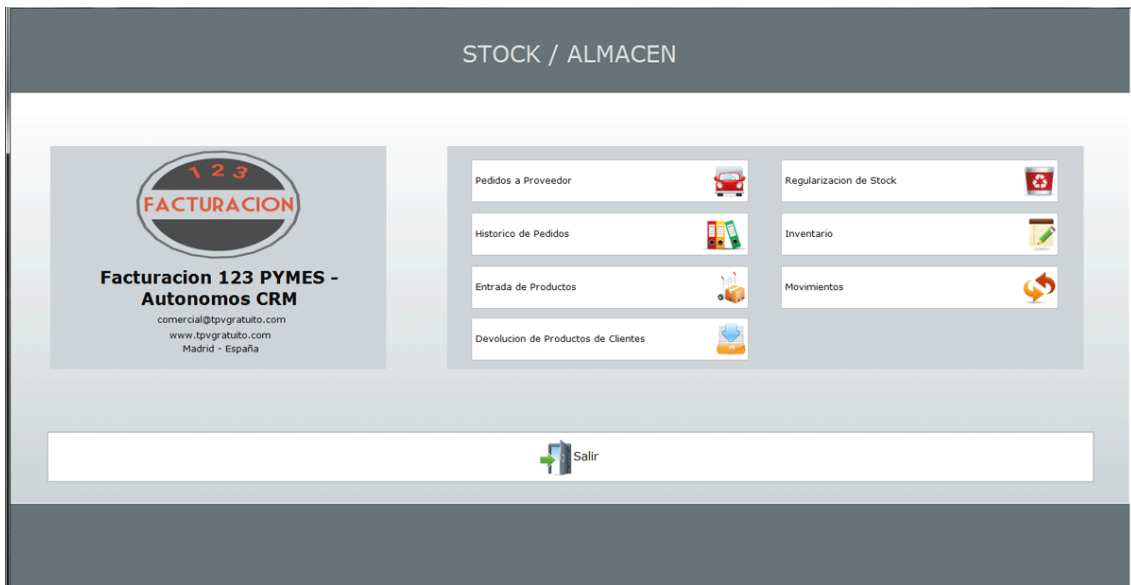 STOCK / ALMACEN
1 2 3
FACTURACION
Facturacion 123 PYMES -
Autonomos CRM
comercial@tpvgratuito.com
www.tpvgratuito.com
Madrid - España
Pedidos a Proveedor
Regularizacion de Stock
Historico de Pedidos
Inventario
Entrada de Productos
Movimientos
Devolucion de Productos de Clientes
Salir